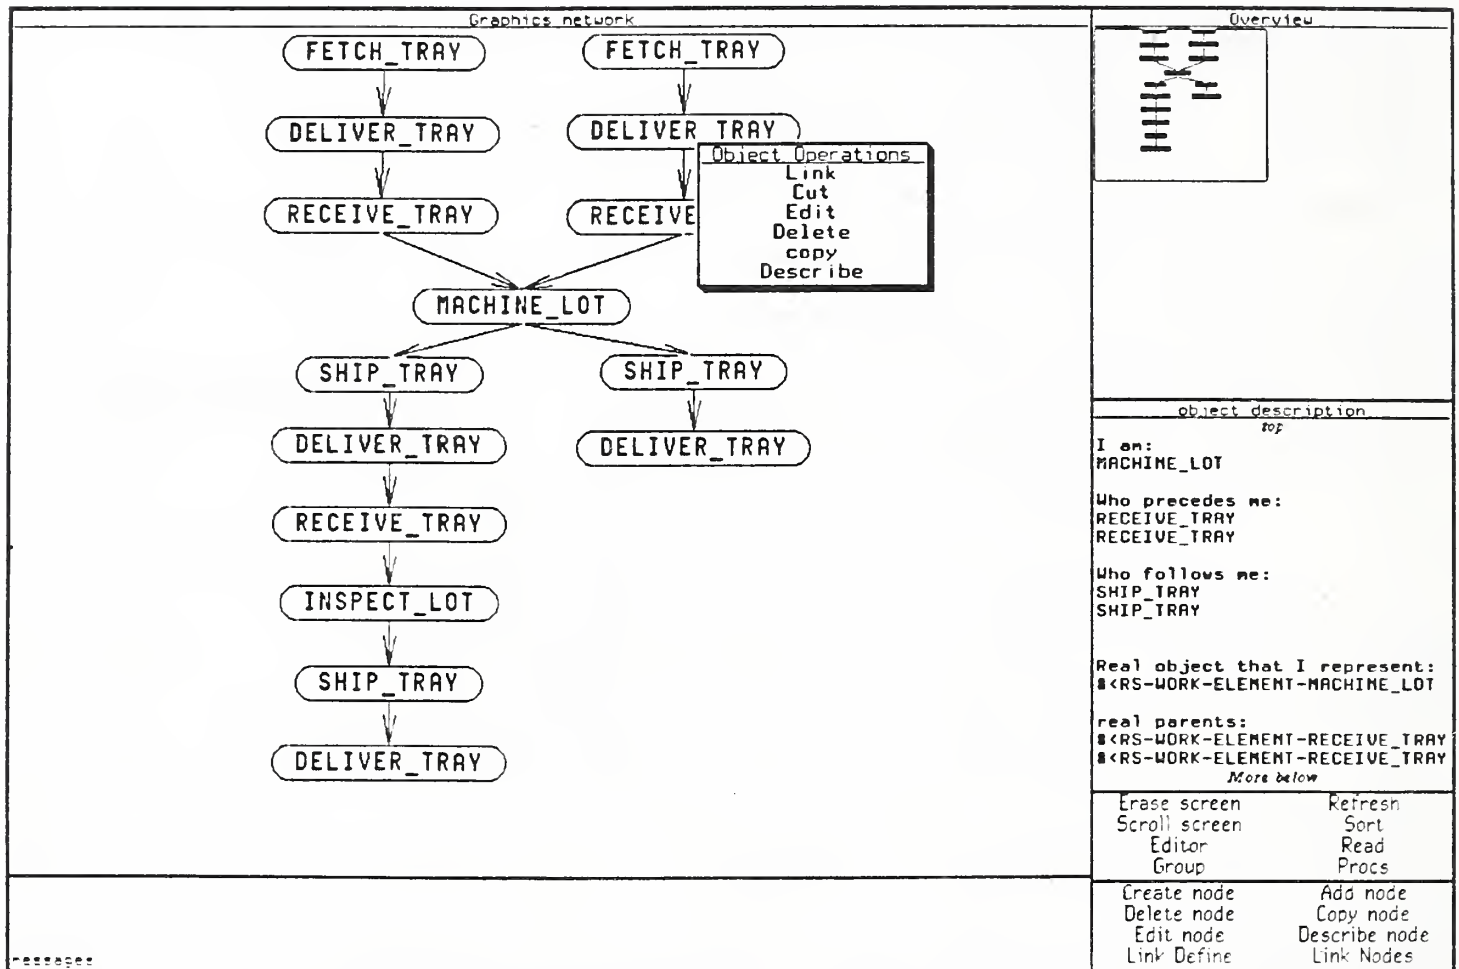 Graphics network
FETCH_TRAY FETCH_TRAY
DELIVER_TRAY DELIVER_TRAY
RECEIVE_TRAY RECEIVE
Object Operations
Link
Cut
Edit
Delete
copy
Describe
MACHINE_LOT
SHIP_TRAY SHIP_TRAY
DELIVER_TRAY DELIVER_TRAY
RECEIVE_TRAY
INSPECT_LOT
SHIP_TRAY
DELIVER_TRAY
messages
Overview
object description
top
I am:
MACHINE_LOT
Who precedes me:
RECEIVE_TRAY
RECEIVE_TRAY
Who follows me:
SHIP_TRAY
SHIP_TRAY
Real object that I represent:
#<RS-WORK-ELEMENT-MACHINE_LOT
real parents:
#<RS-WORK-ELEMENT-RECEIVE_TRAY
#<RS-WORK-ELEMENT-RECEIVE_TRAY
More below
Erase screen Refresh
Scroll screen Sort
Editor Read
Group Procs
Create node Add node
Delete node Copy node
Edit node Describe node
Link Define Link Nodes